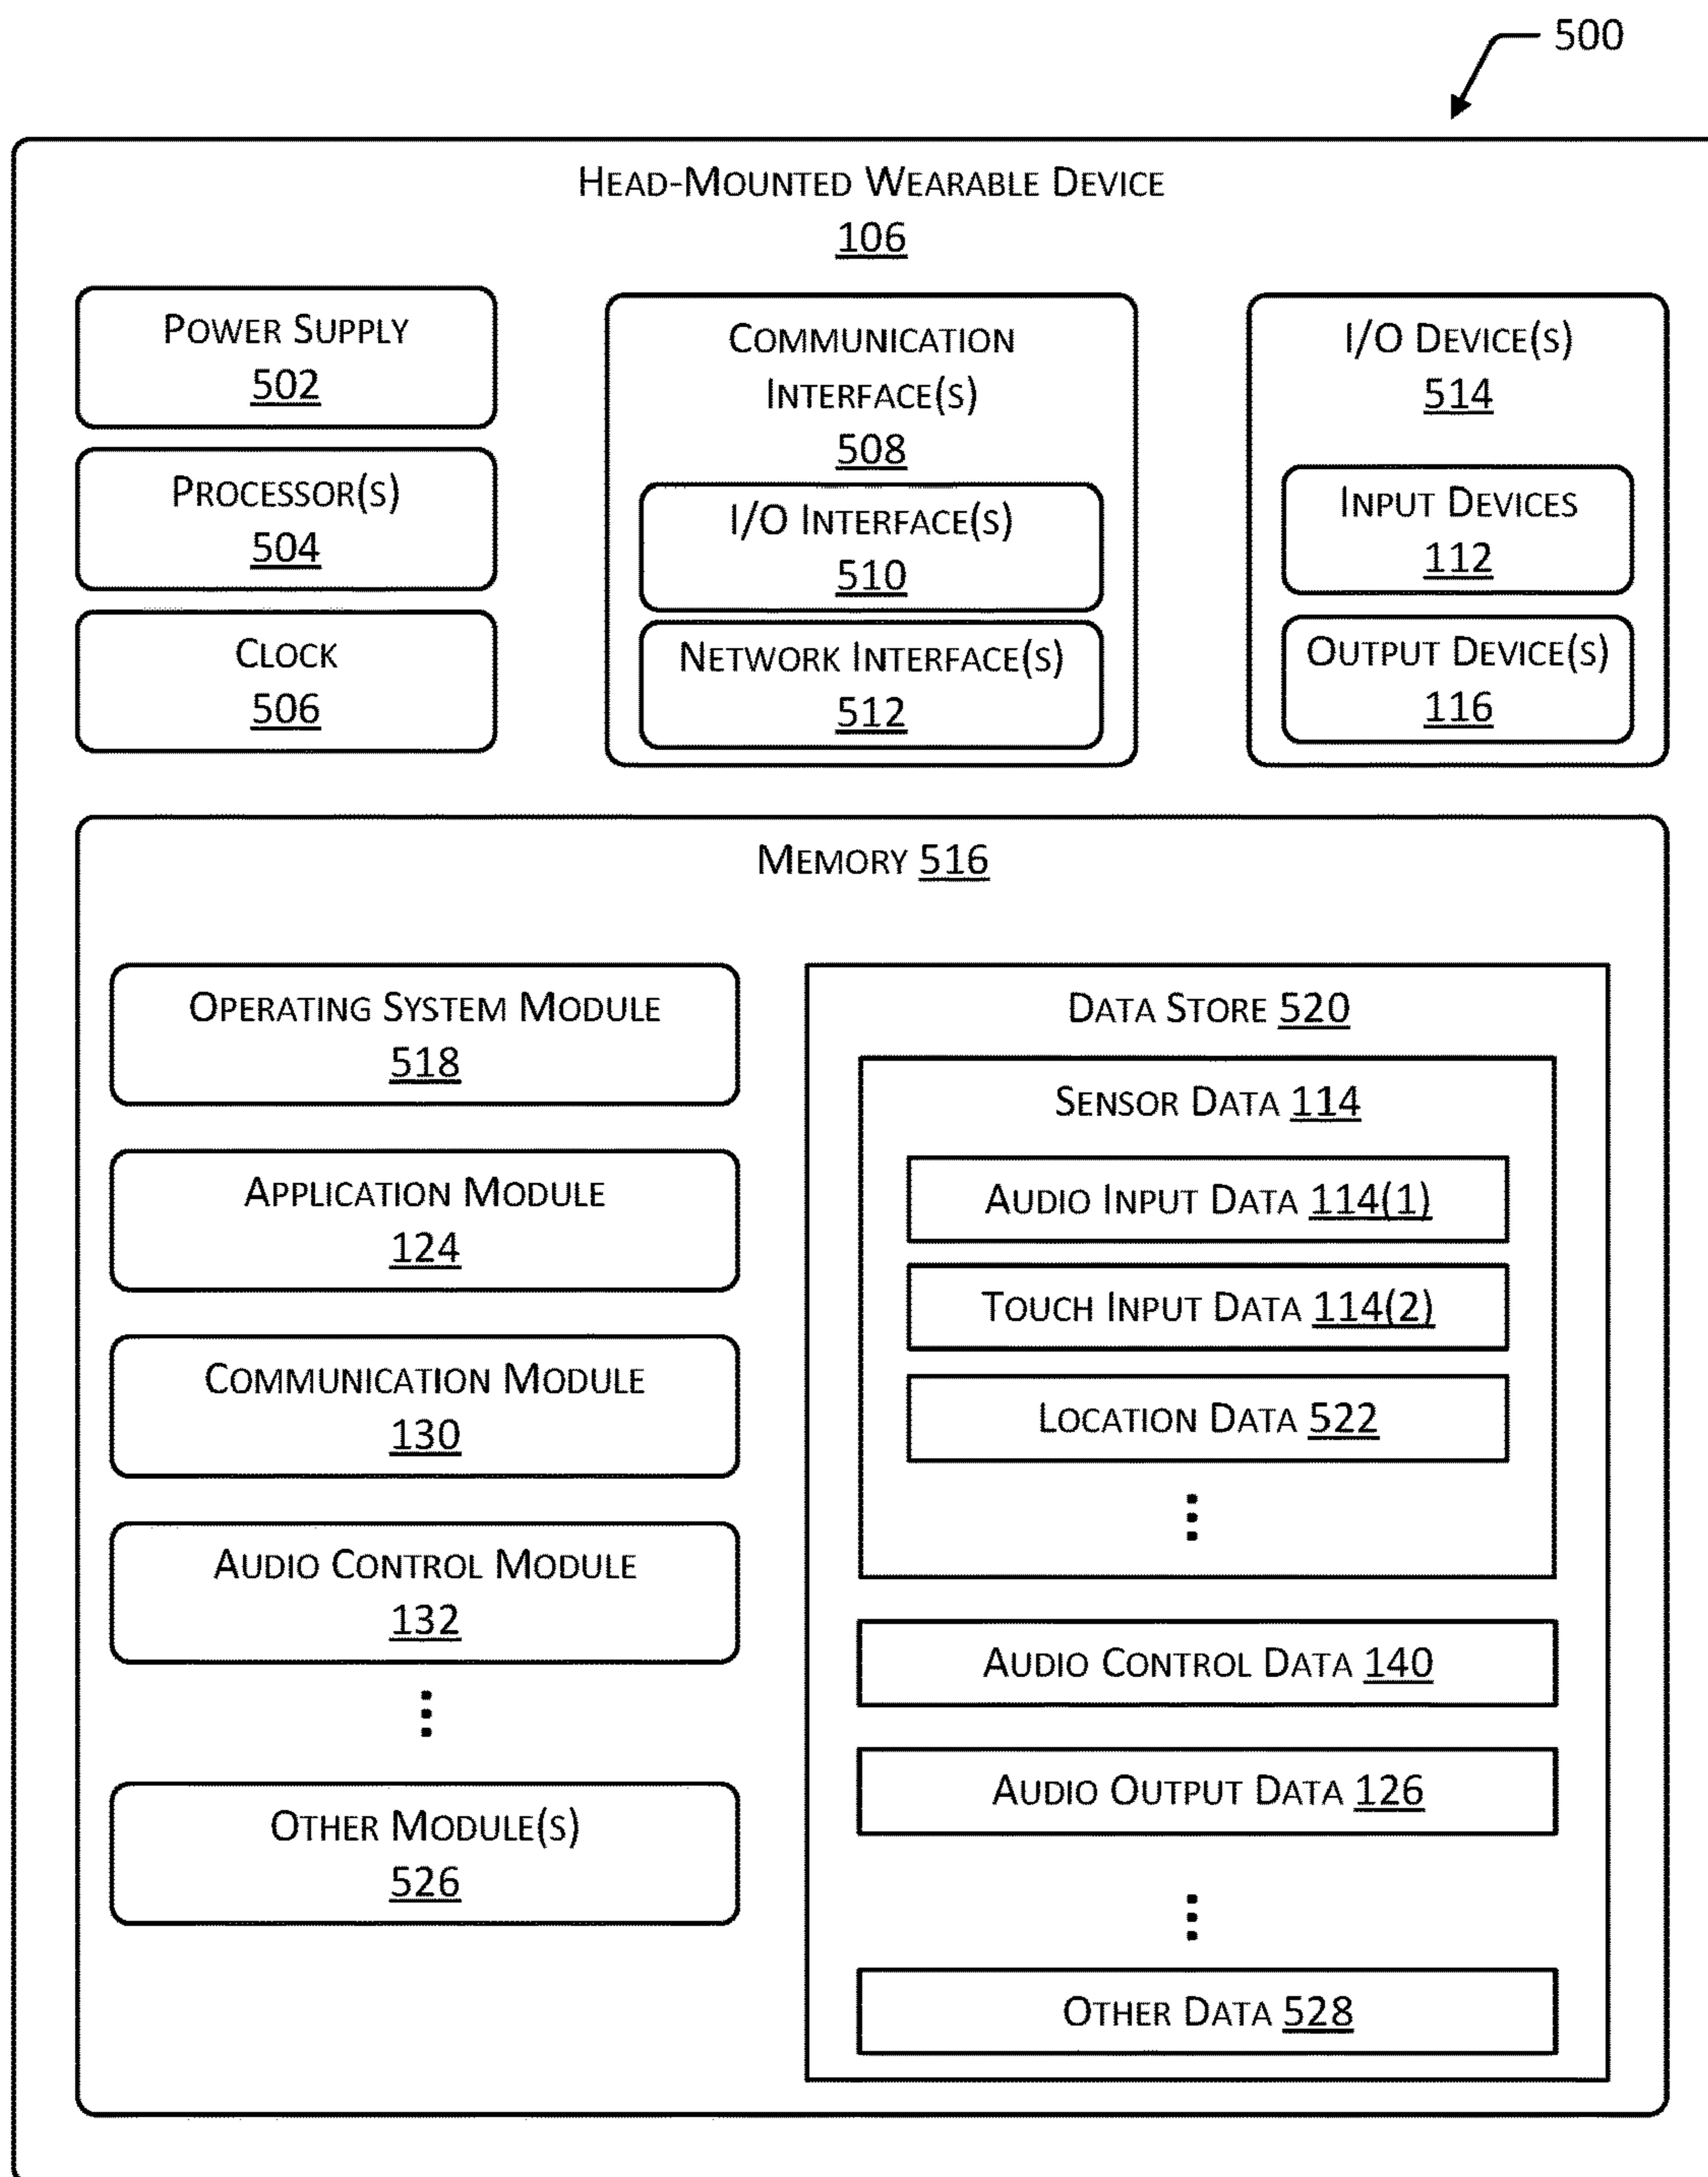 500
Head-Mounted Wearable Device
106
Power Supply
502
Processor(s)
504
Clock
506
Communication
Interface(s)
508
I/O Interface(s)
510
Network Interface(s)
512
I/O Device(s)
514
Input Devices
112
Output Device(s)
116
Memory 516
Operating System Module
518
Application Module
124
Communication Module
130
Audio Control Module
132
⋮
Other Module(s)
526
Data Store 520
Sensor Data 114
Audio Input Data 114(1)
Touch Input Data 114(2)
Location Data 522
⋮
Audio Control Data 140
Audio Output Data 126
⋮
Other Data 528